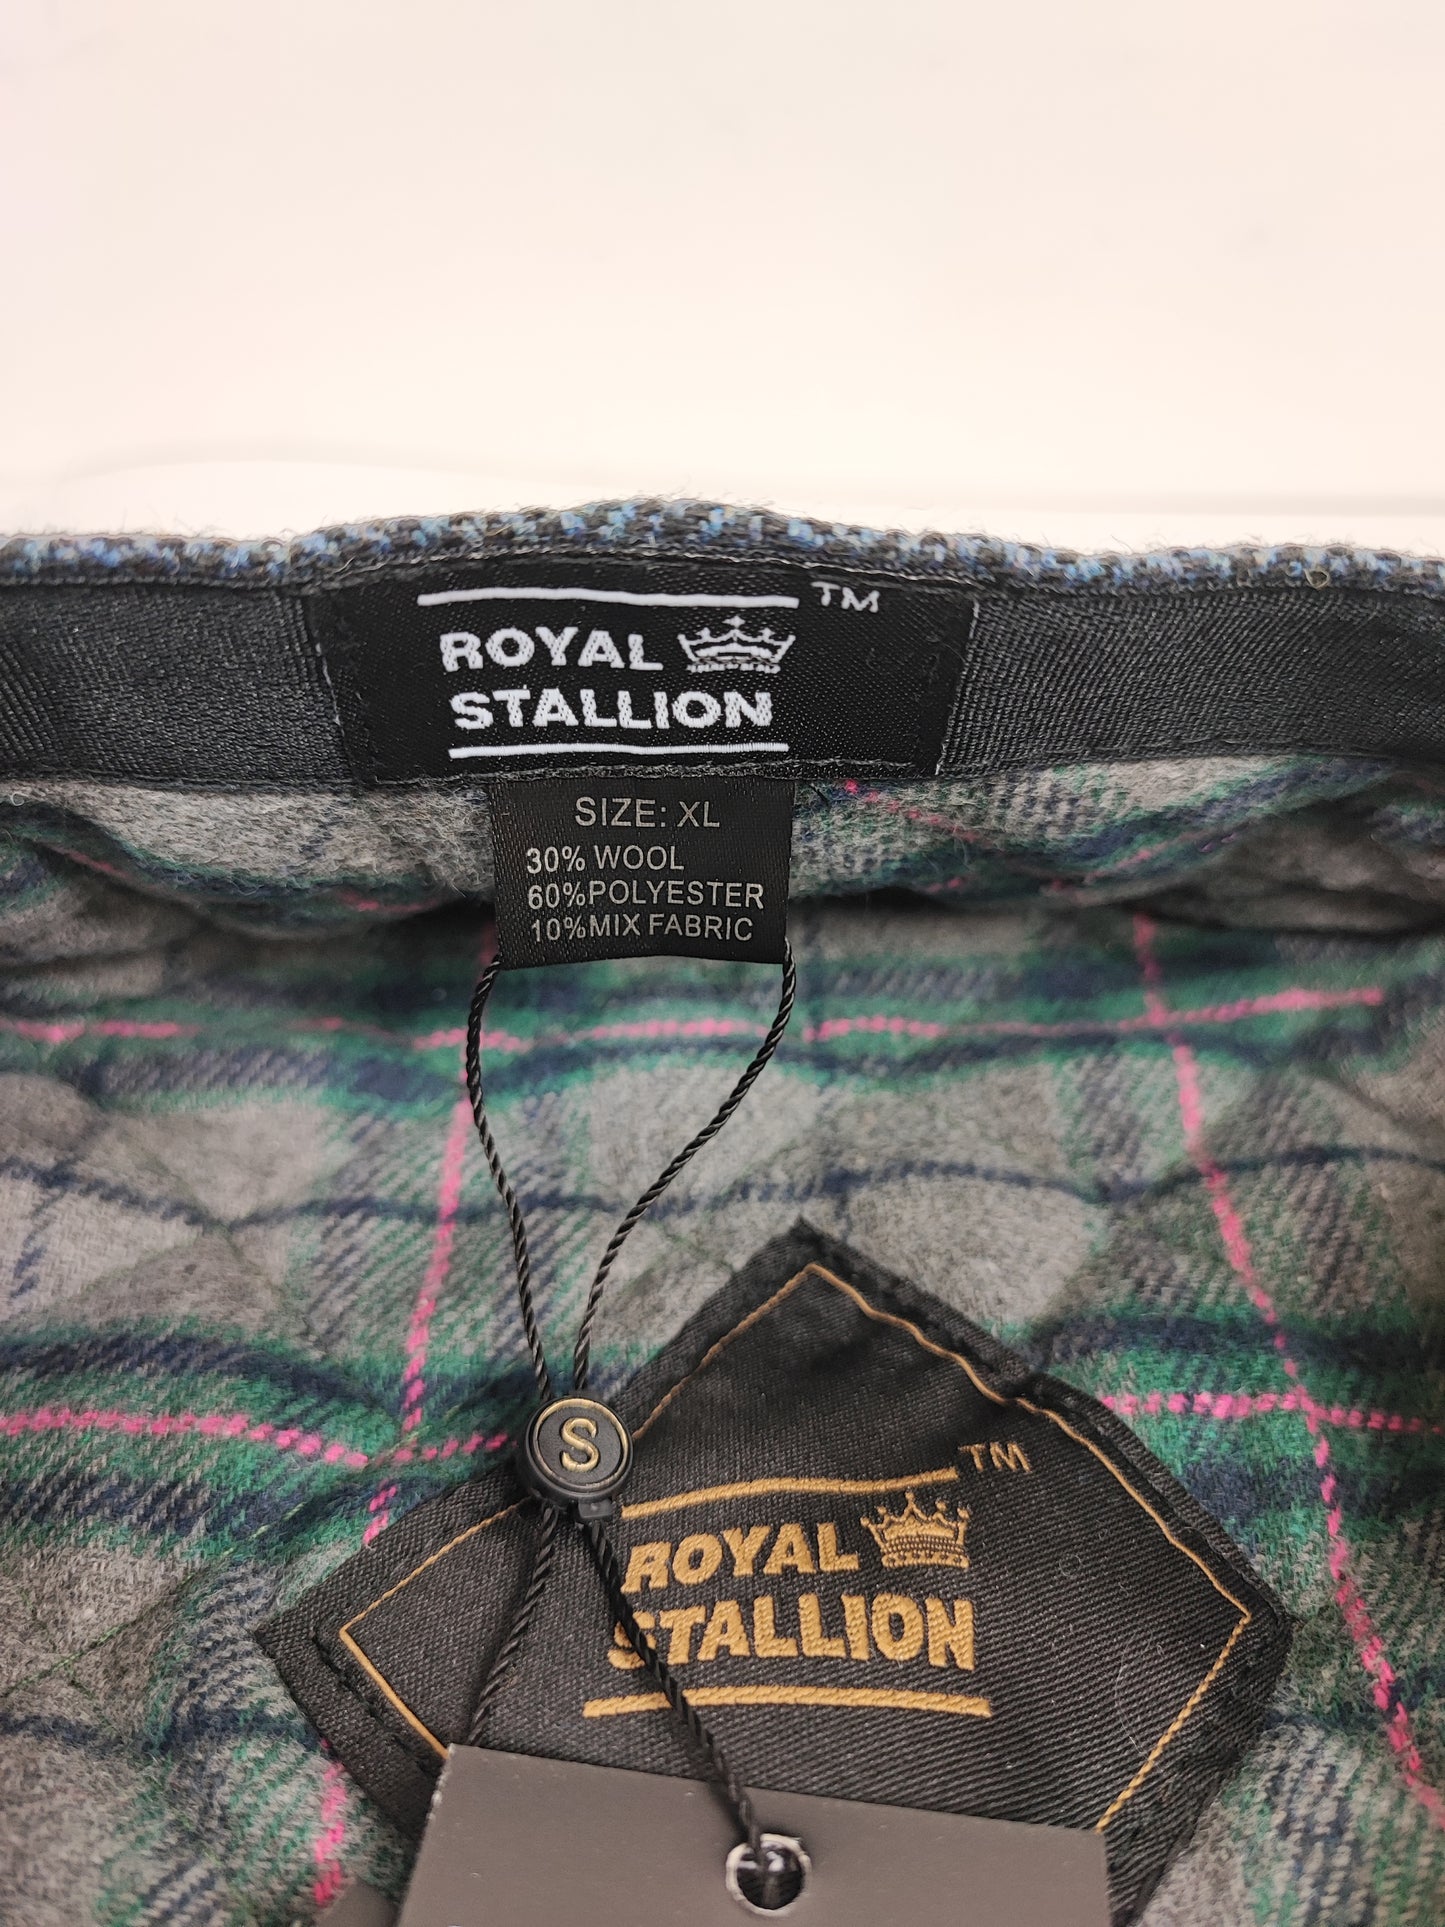 ROYAL
STALLION
TM
SIZE: XL
30% WOOL
60%POLYESTER
10%MIX FABRIC
S
TM
ROYAL
STALLION